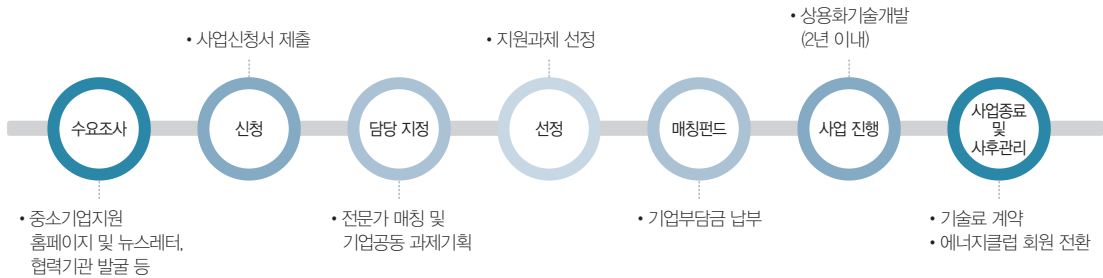 • 사업신청서 제출
• 지원과제 선정
• 상용화기술개발
(2년 이내)
수요조사
신청
담당 지정
선정
매칭펀드
사업 진행
사업종료
및
사후관리
• 중소기업지원
홈페이지 및 뉴스레터,
협력기관 발굴 등
• 전문가 매칭 및
기업공동 과제기획
• 기업부담금 납부
• 기술료 계약
• 에너지클럽 회원 전환